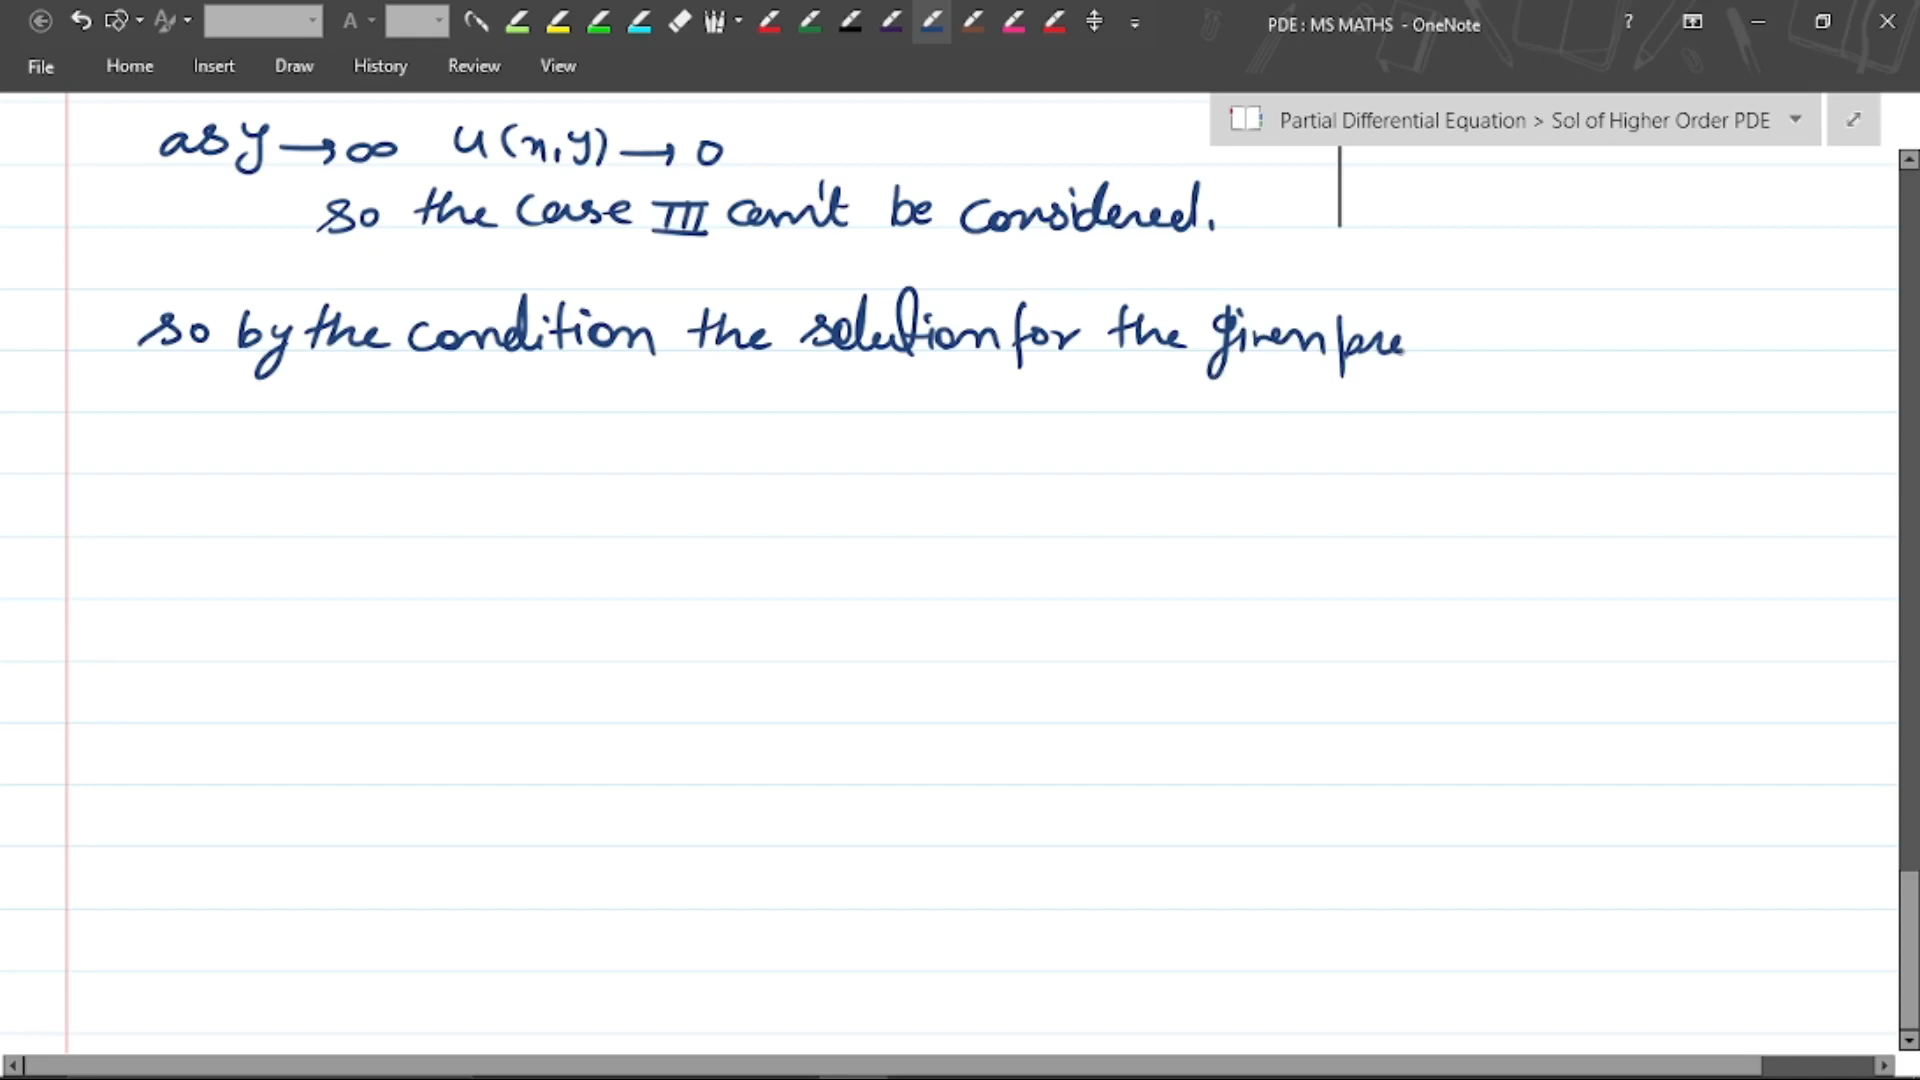 PDE : MS MATHS - OneNote
?
A
File Home Insert Draw History Review View
Partial Differential Equation > Sol of Higher Order PDE
as y → ∞ u(x,y) → 0
so the case III can't be considered.
so by the condition the solution for the given pre